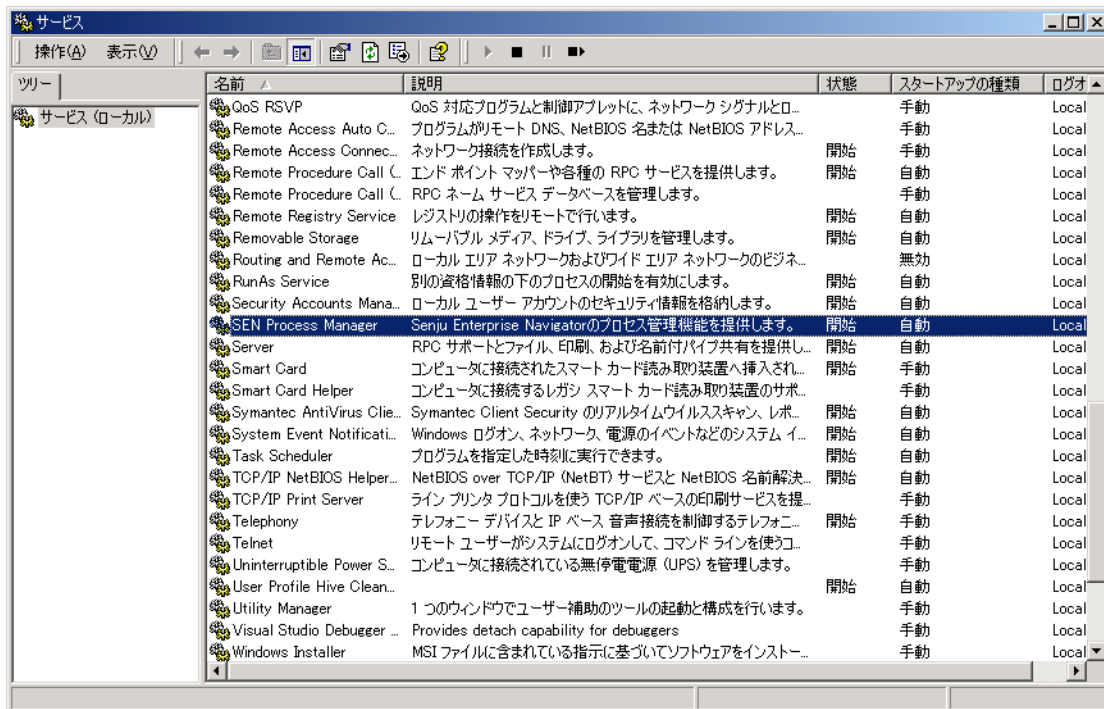 サービス
操作(A) 表示(V)
ツリー
サービス (ローカル)
名前 説明 状態 スタートアップの種類 ログオ
QoS RSVP QoS 対応プログラムと制御アプレットに、ネットワーク シグナルとロ... 手動 Local
Remote Access Auto C... プログラムがリモート DNS、NetBIOS 名または NetBIOS アドレス... 手動 Local
Remote Access Connec... ネットワーク接続を作成します。 開始 手動 Local
Remote Procedure Call (... エンド ポイント マッパーや各種の RPC サービスを提供します。 開始 自動 Local
Remote Procedure Call (... RPC ネーム サービス データベースを管理します。 手動 Local
Remote Registry Service レジストリの操作をリモートで行います。 開始 自動 Local
Removable Storage リムーバブル メディア、ドライブ、ライブラリを管理します。 開始 自動 Local
Routing and Remote Ac... ローカル エリア ネットワークおよびワイド エリア ネットワークのビジネ... 無効 Local
RunAs Service 別の資格情報の下のプロセスの開始を有効にします。 開始 自動 Local
Security Accounts Mana... ローカル ユーザー アカウントのセキュリティ情報を格納します。 開始 自動 Local
SEN Process Manager Senju Enterprise Navigatorのプロセス管理機能を提供します。 開始 自動 Local
Server RPC サポートとファイル、印刷、および名前付パイプ共有を提供し... 開始 自動 Local
Smart Card コンピュータに接続されたスマート カード読み取り装置へ挿入され... 開始 手動 Local
Smart Card Helper コンピュータに接続するレガシ スマート カード読み取り装置のサポ... 手動 Local
Symantec AntiVirus Clie... Symantec Client Security のリアルタイムウイルススキャン、レポ... 開始 自動 Local
System Event Notificati... Windows ログオン、ネットワーク、電源のイベントなどのシステム イ... 開始 自動 Local
Task Scheduler プログラムを指定した時刻に実行できます。 開始 自動 Local
TCP/IP NetBIOS Helper... NetBIOS over TCP/IP (NetBT) サービスと NetBIOS 名前解決... 開始 自動 Local
TCP/IP Print Server ライン プリンタ プロトコルを使う TCP/IP ベースの印刷サービスを提... 手動 Local
Telephony テレフォニー デバイスと IP ベース 音声接続を制御するテレフォニ... 開始 手動 Local
Telnet リモート ユーザーがシステムにログオンして、コマンド ラインを使うコ... 手動 Local
Uninterruptible Power S... コンピュータに接続されている無停電電源 (UPS) を管理します。 手動 Local
User Profile Hive Clean... 開始 自動 Local
Utility Manager 1 つのウィンドウでユーザー補助のツールの起動と構成を行います。 手動 Local
Visual Studio Debugger ... Provides detach capability for debuggers 手動 Local
Windows Installer MSI ファイルに含まれている指示に基づいてソフトウェアをインストー... 手動 Local